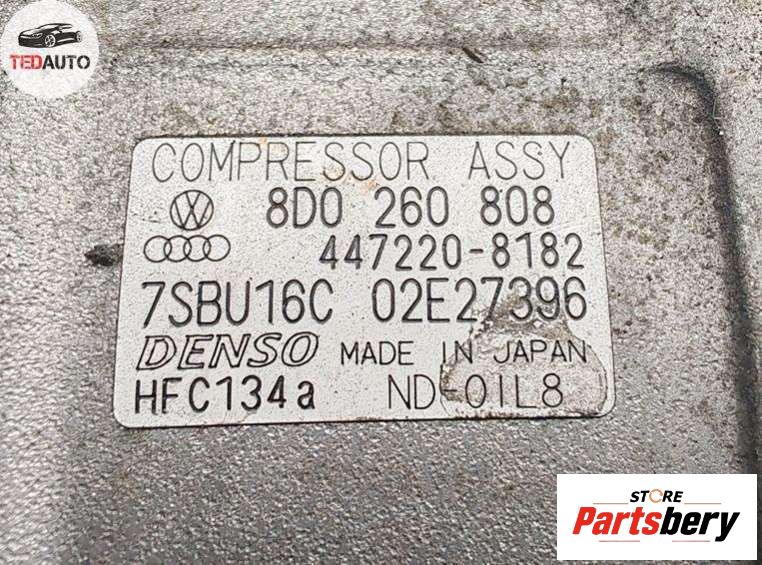 TEDAUTO
COMPRESSOR ASSY
8D0 260 808
447220-8182
7SBU16C 02E27396
DENSO MADE IN JAPAN
HFC134a ND-OIL8
STORE
Partsbery